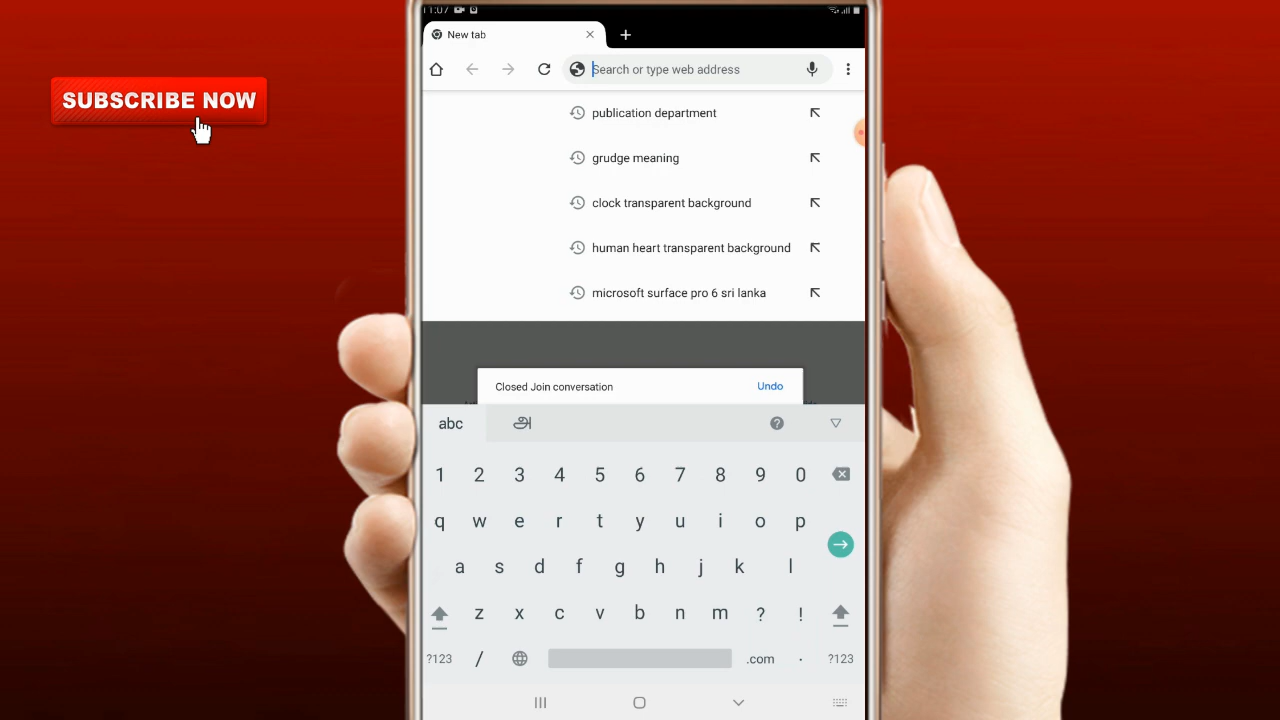 11:07
New tab
SUBSCRIBE NOW
Search or type web address
publication department
grudge meaning
clock transparent background
human heart transparent background
microsoft surface pro 6 sri lanka
Closed Join conversation Undo
abc அ
1 2 3 4 5 6 7 8 9 0
q w e r t y u i o p
a s d f g h j k l
z x c v b n m ? !
?123 / .com . ?123